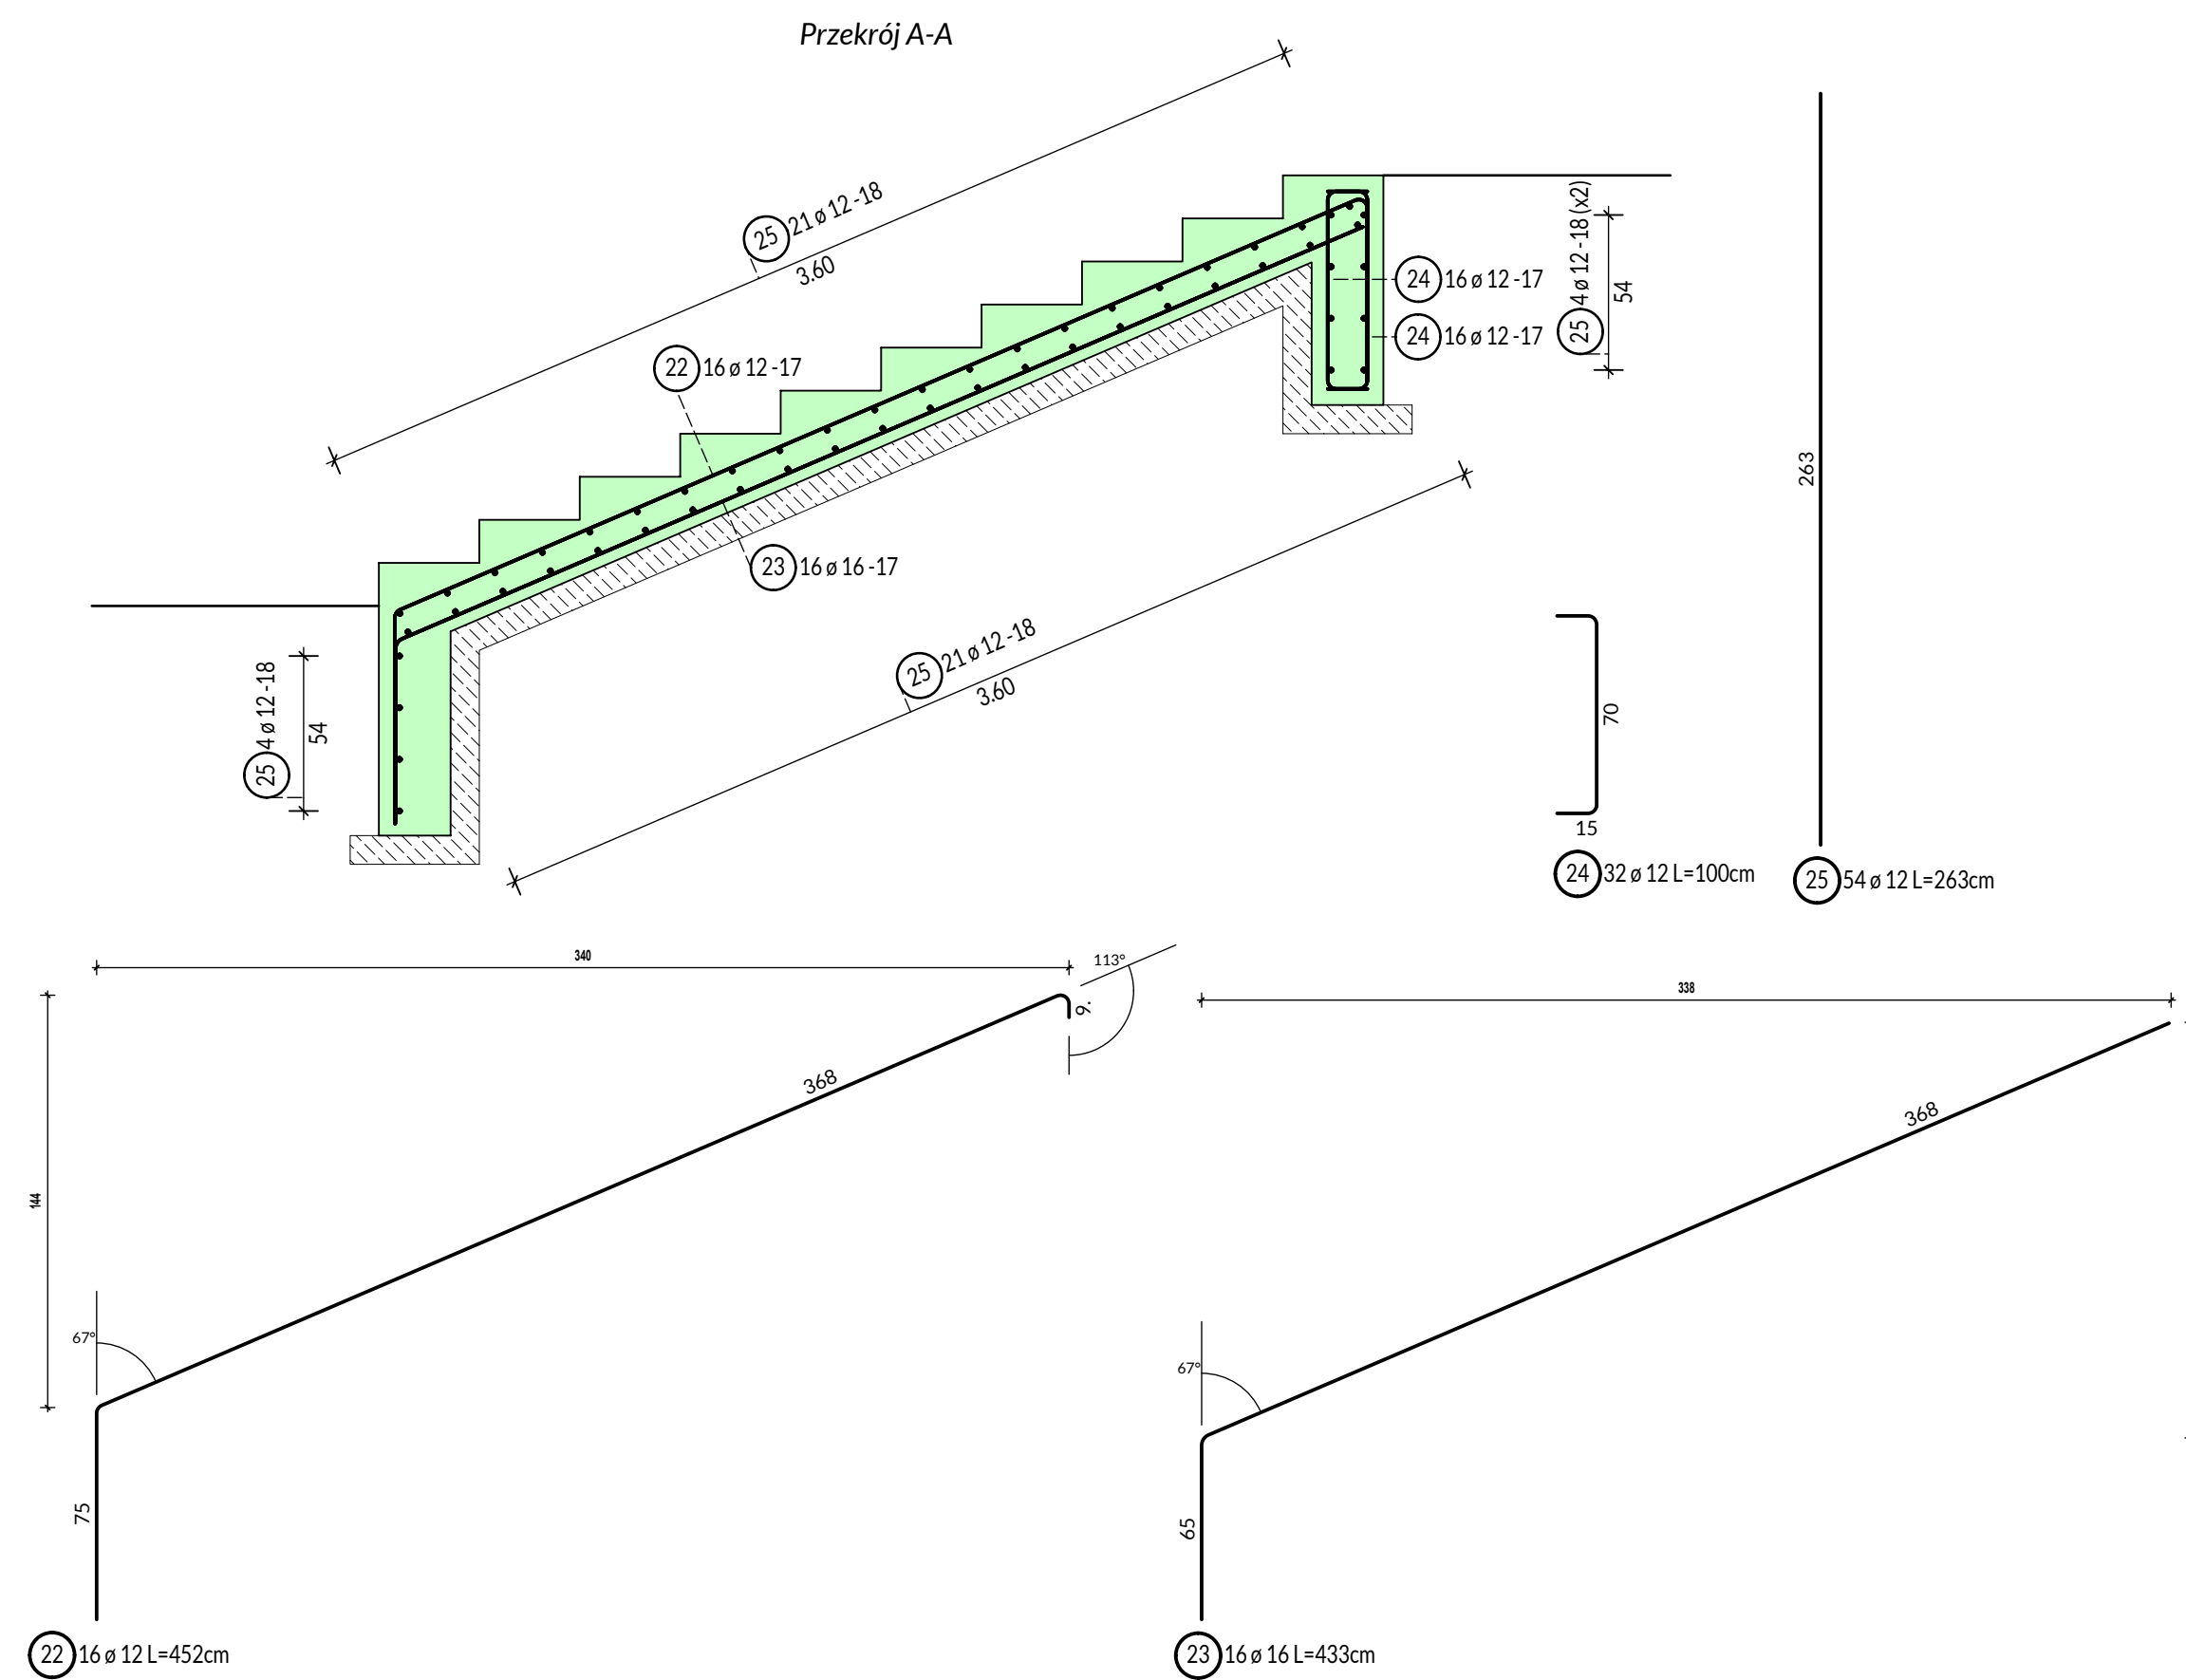 Przekrój A-A
25 21 ø 12 -18
3.60
25 4 ø 12 -18 (x2)
54
24 16 ø 12 -17
24 16 ø 12 -17
22 16 ø 12 -17
23 16 ø 16 -17
263
25 21 ø 12 -18
3.60
25 4 ø 12 -18
54
70
15
24 32 ø 12 L=100cm
25 54 ø 12 L=263cm
340
113°
9.
338
368
368
144
67°
67°
75
65
22 16 ø 12 L=452cm
23 16 ø 16 L=433cm